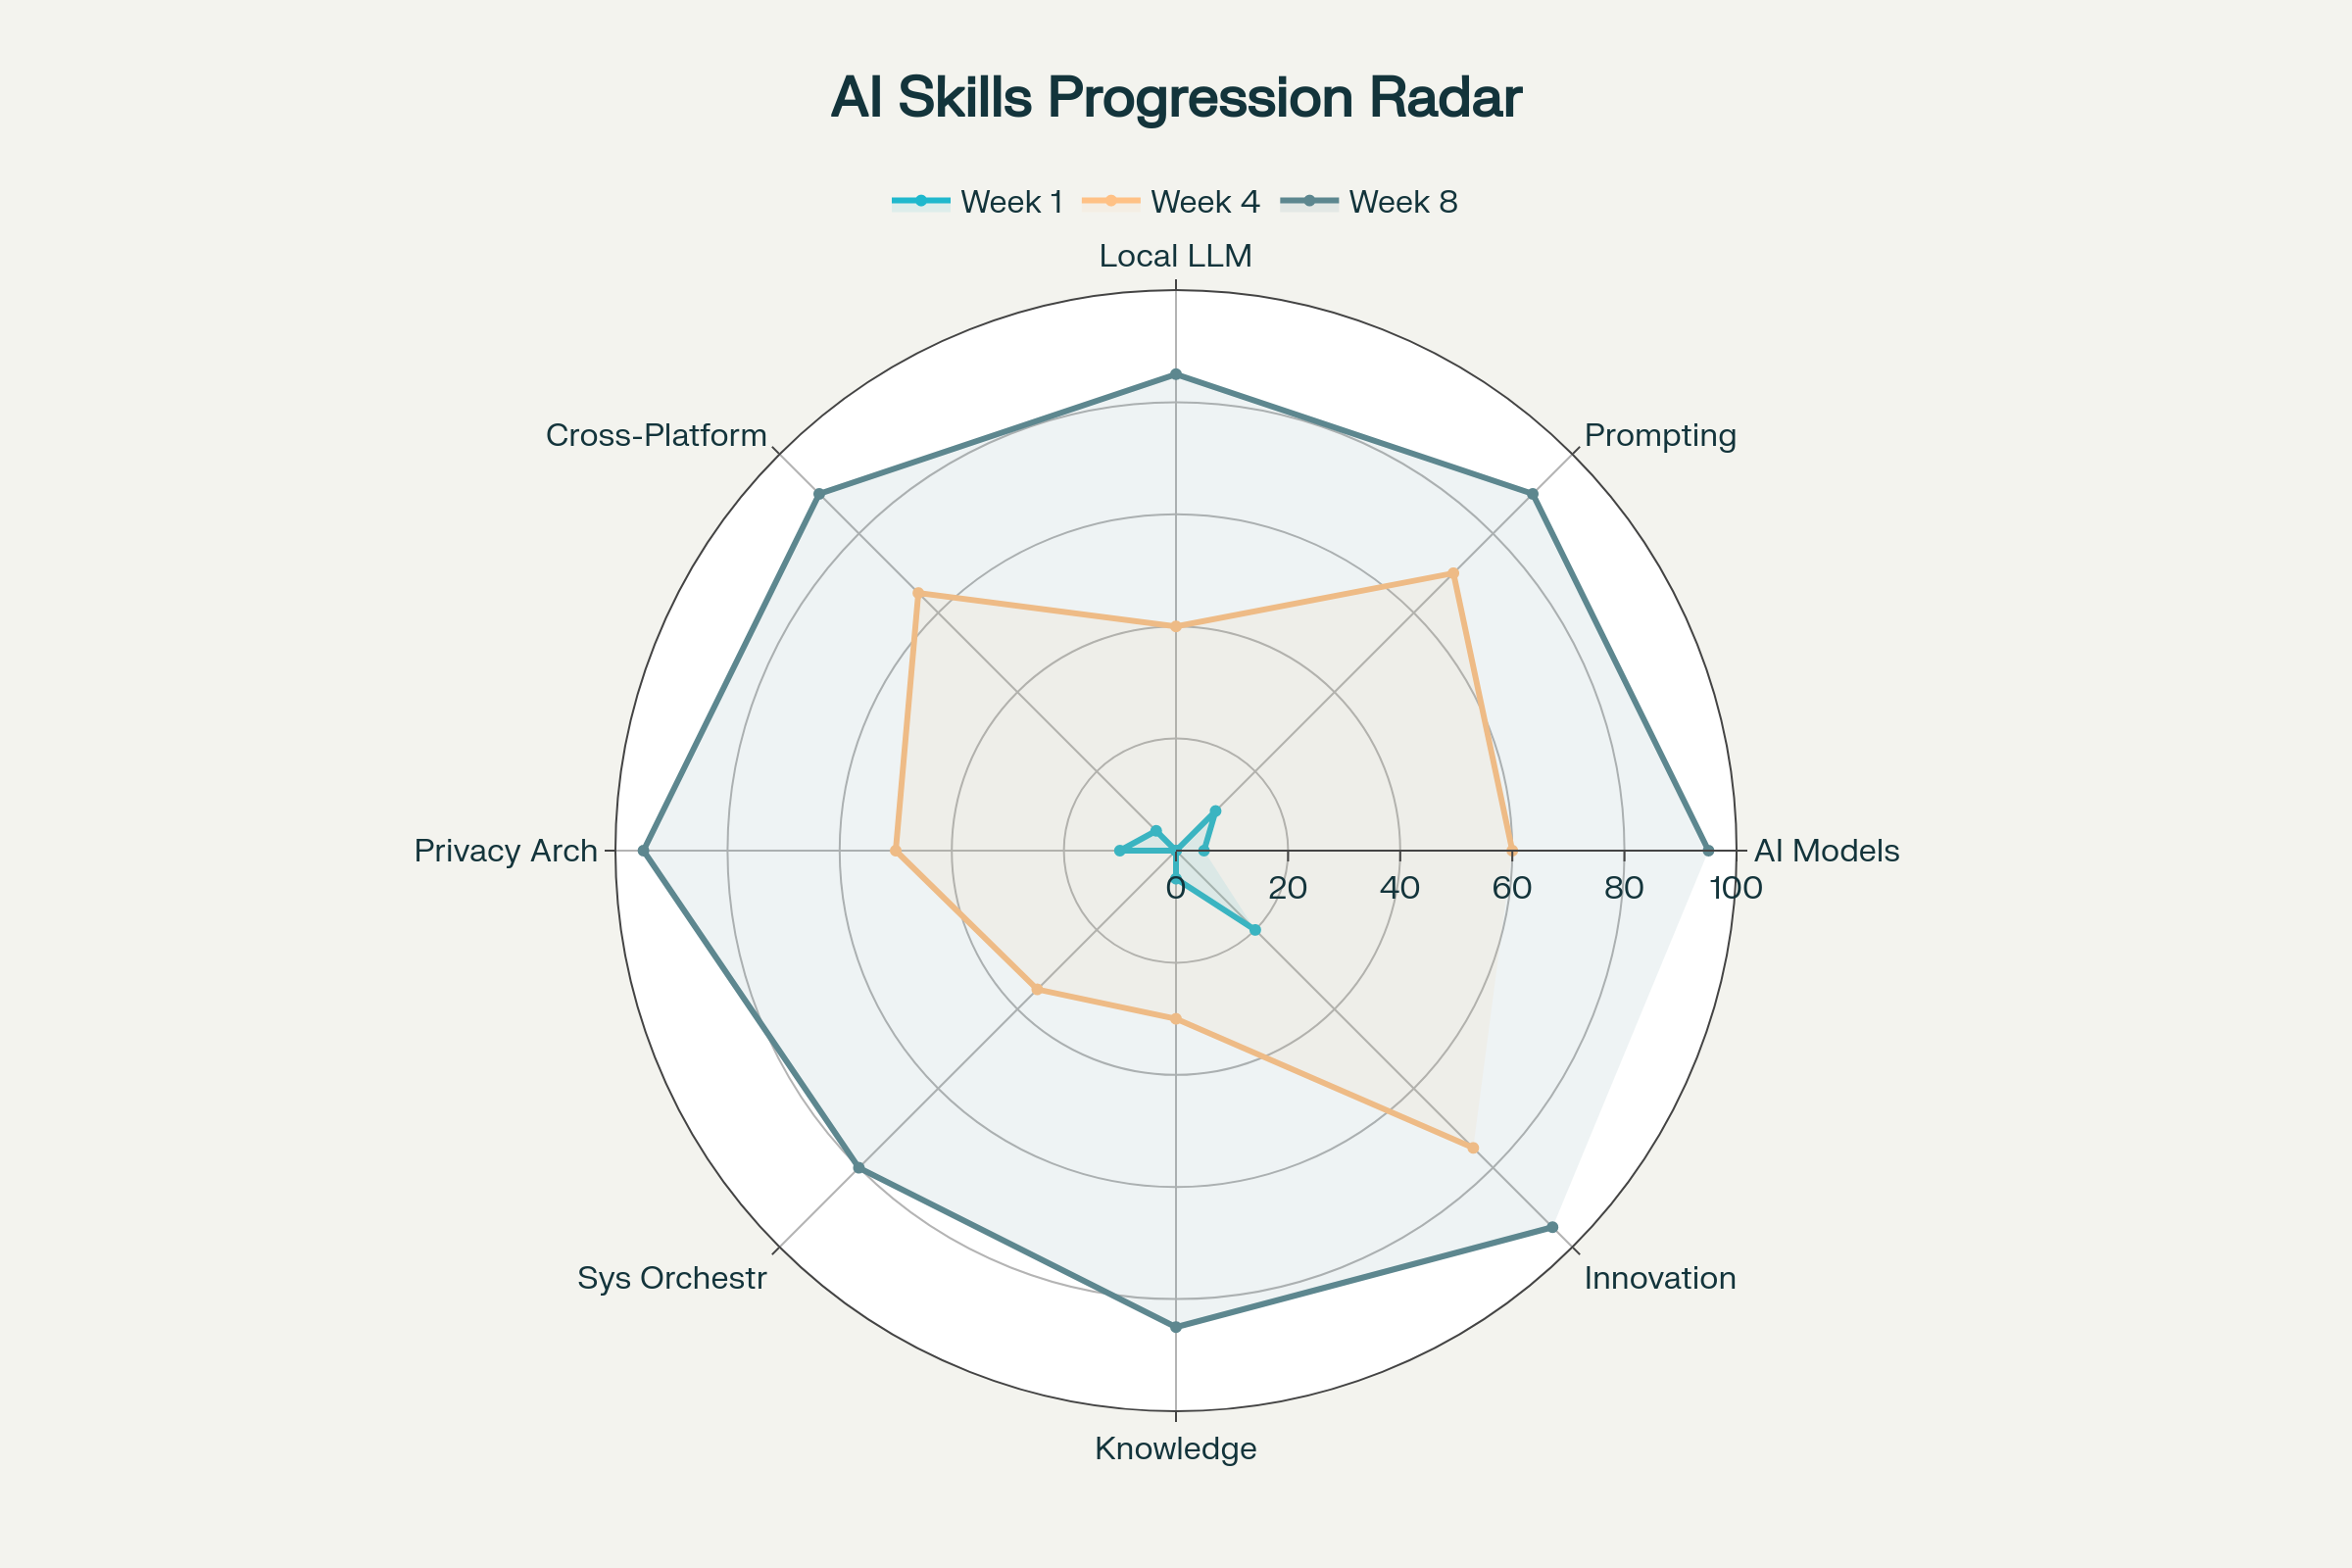 AI Skills Progression Radar
Week 1 Week 4 Week 8
Local LLM
Cross-Platform Prompting
Privacy Arch AI Models
0 20 40 60 80 100
Sys Orchestr Innovation
Knowledge